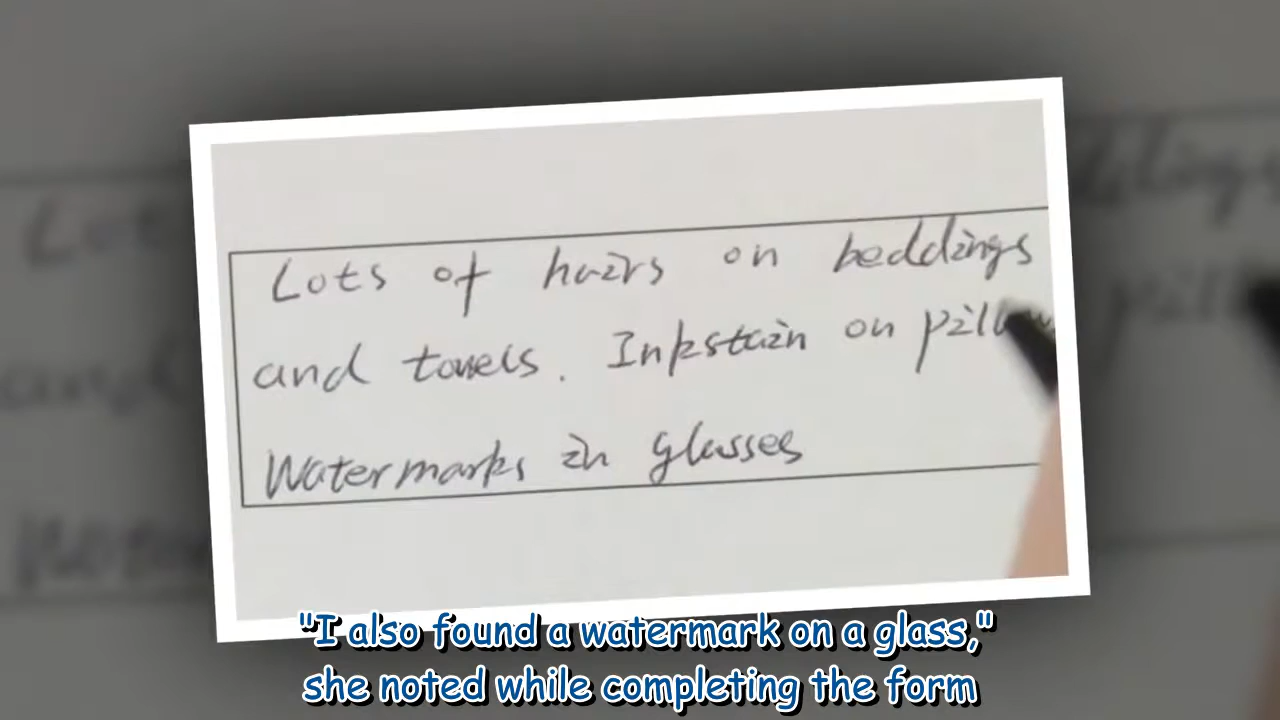 Lots of hairs on beddings
and towels. Inkstain on
Watermarks in glasses
"I also found a watermark on a glass,"
she noted while completing the form